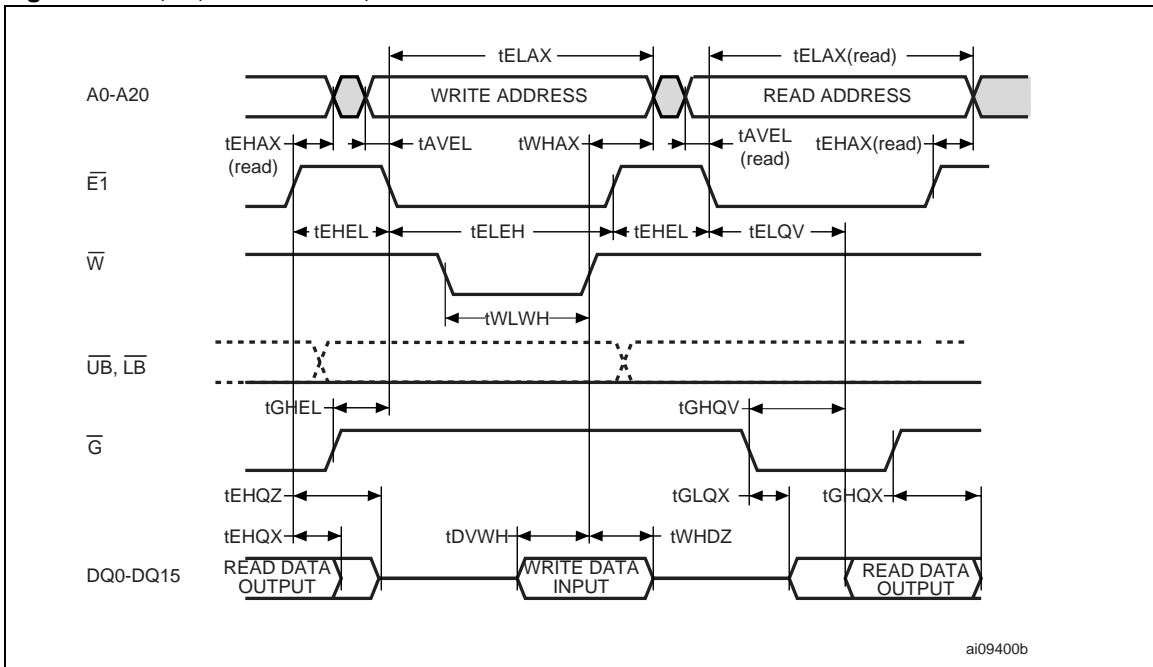 tELAX
tELAX(read)
A0-A20
WRITE ADDRESS
READ ADDRESS
tEHAX
(read)
tAVEL
tWHAX
tAVEL
(read)
tEHAX(read)
E1
tEHEL
tELEH
tEHEL
tELQV
W
tWLWH
UB, LB
tGHEL
tGHQV
G
tEHQZ
tGLQX
tGHQX
tEHQX
tDVWH
tWHDZ
DQ0-DQ15
READ DATA
OUTPUT
WRITE DATA
INPUT
READ DATA
OUTPUT
ai09400b